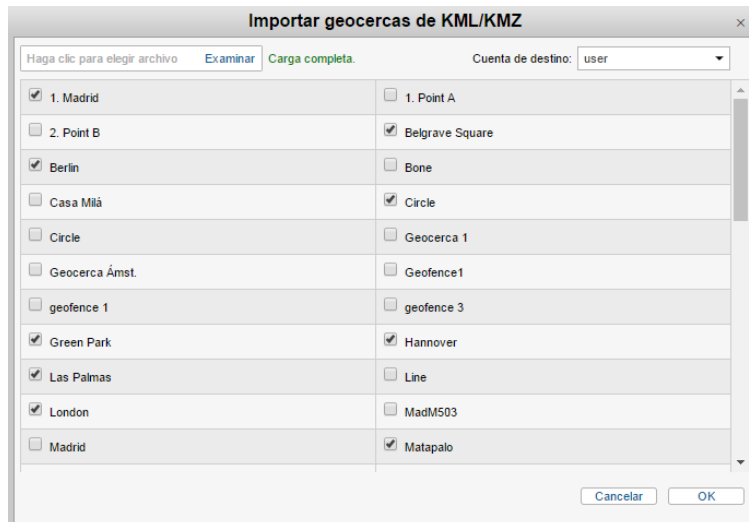 Importar geocercas de KML/KMZ
Haga clic para elegir archivo Examinar Carga completa. Cuenta de destino: user
1. Madrid 1. Point A
2. Point B Belgrave Square
Berlin Bone
Casa Milá Circle
Circle Geocerca 1
Geocerca Ámst. Geofence1
geofence 1 geofence 3
Green Park Hannover
Las Palmas Line
London MadM503
Madrid Matapalo
Cancelar OK